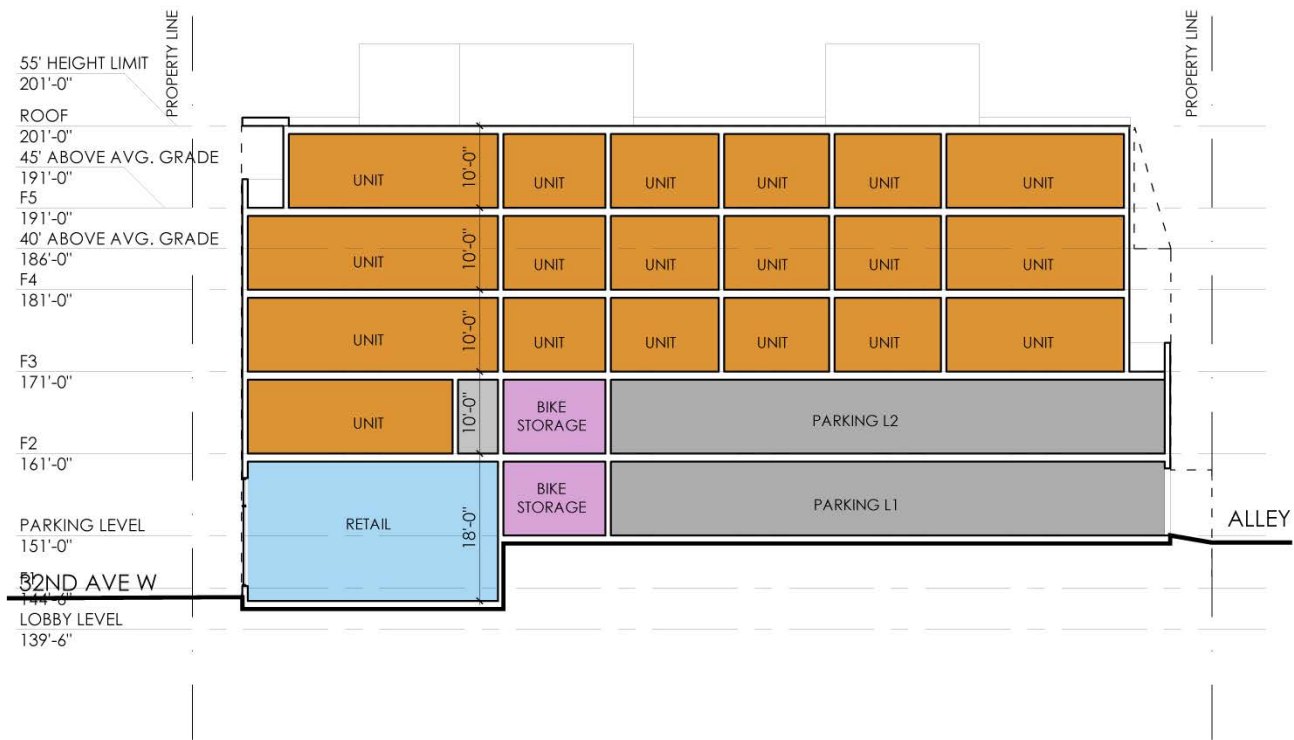 PROPERTY LINE
PROPERTY LINE
55' HEIGHT LIMIT
201'-0"
ROOF
201'-0"
45' ABOVE AVG. GRADE
191'-0"
F5
191'-0"
40' ABOVE AVG. GRADE
186'-0"
F4
181'-0"
F3
171'-0"
F2
161'-0"
PARKING LEVEL
151'-0"
F1
32ND AVE W
144'-6"
LOBBY LEVEL
139'-6"
UNIT
10'-0"
UNIT
UNIT
UNIT
UNIT
UNIT
UNIT
10'-0"
UNIT
UNIT
UNIT
UNIT
UNIT
UNIT
10'-0"
UNIT
UNIT
UNIT
UNIT
UNIT
UNIT
10'-0"
BIKE
STORAGE
PARKING L2
RETAIL
18'-0"
BIKE
STORAGE
PARKING L1
ALLEY